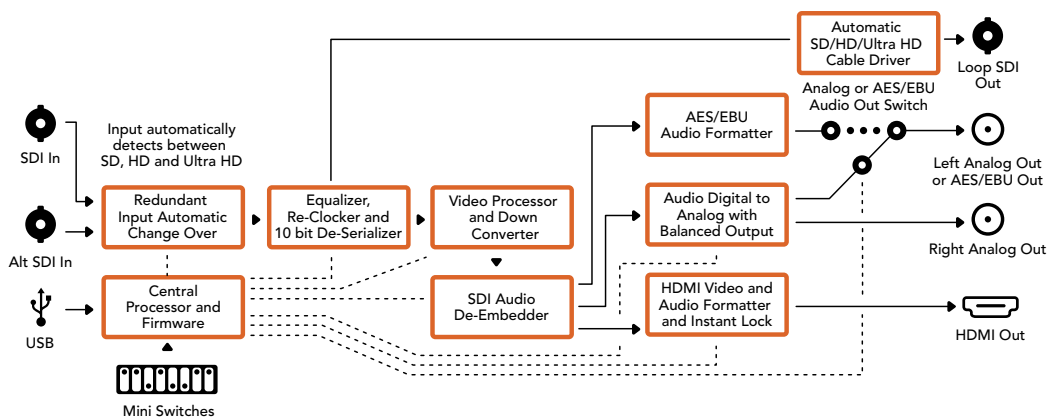 Automatic
SD/HD/Ultra HD
Cable Driver
Loop SDI
Out
Analog or AES/EBU
Audio Out Switch
SDI In
Input automatically
detects between
SD, HD and Ultra HD
AES/EBU
Audio Formatter
Left Analog Out
or AES/EBU Out
Alt SDI In
Redundant
Input Automatic
Change Over
Equalizer,
Re-Clocker and
10 bit De-Serializer
Video Processor
and Down
Converter
Audio Digital to
Analog with
Balanced Output
Right Analog Out
USB
Central
Processor and
Firmware
SDI Audio
De-Embedder
HDMI Video and
Audio Formatter
and Instant Lock
HDMI Out
Mini Switches